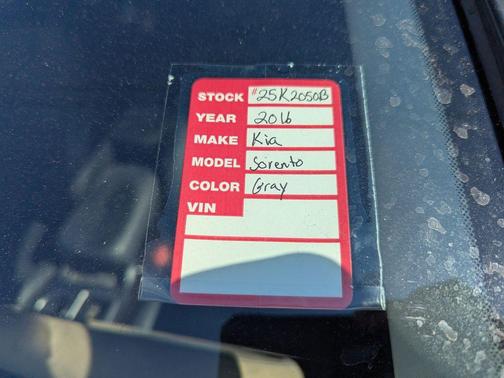 STOCK #25K2050B
YEAR 2016
MAKE Kia
MODEL Sorento
COLOR Gray
VIN